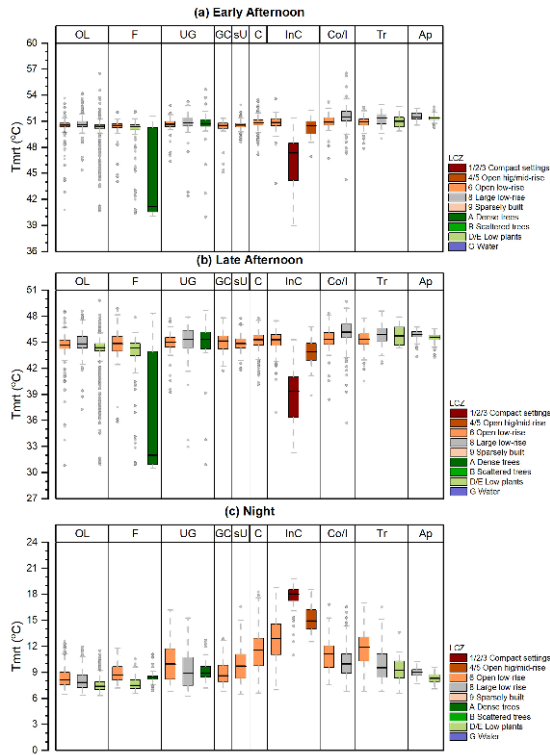 (a) Early Afternoon
OL F UG GC sU C InC Co/I Tr Ap
60
57
54
51
48
45
42
39
36
Tmrt (°C)
LCZ
1/2/3 Compact settings
4/5 Open hig/mid-rise
6 Open low-rise
8 Large low-rise
9 Sparsely built
A Dense trees
B Scattered trees
D/E Low plants
G Water
(b) Late Afternoon
OL F UG GC sU C InC Co/I Tr Ap
51
48
45
42
39
36
33
30
27
Tmrt (°C)
LCZ
1/2/3 Compact settings
4/5 Open hig/mid-rise
6 Open low-rise
8 Large low-rise
9 Sparsely built
A Dense trees
B Scattered trees
D/E Low plants
G Water
(c) Night
OL F UG GC sU C InC Co/I Tr Ap
24
21
18
15
12
9
6
3
0
Tmrt (°C)
LCZ
1/2/3 Compact settings
4/5 Open hig/mid-rise
6 Open low-rise
8 Large low rise
9 Sparsely built
A Dense trees
B Scattered trees
D/E Low plants
G Water